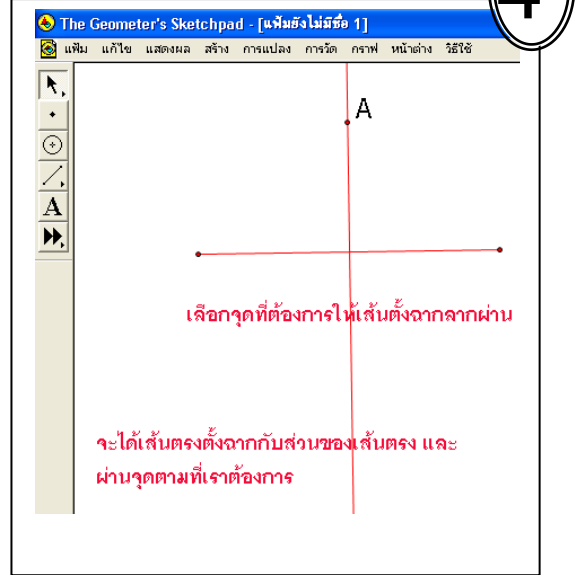 4
The Geometer's Sketchpad - [แฟ้มยังไม่มีชื่อ 1]
แฟ้ม แก้ไข แสดงผล สร้าง การแปลง การวัด กราฟ หน้าต่าง วิธีใช้
A
A
เลือกจุดที่ต้องการให้เส้นตั้งฉากลากผ่าน
จะได้เส้นตรงตั้งฉากกับส่วนของเส้นตรง และ
ผ่านจุดตามที่เราต้องการ